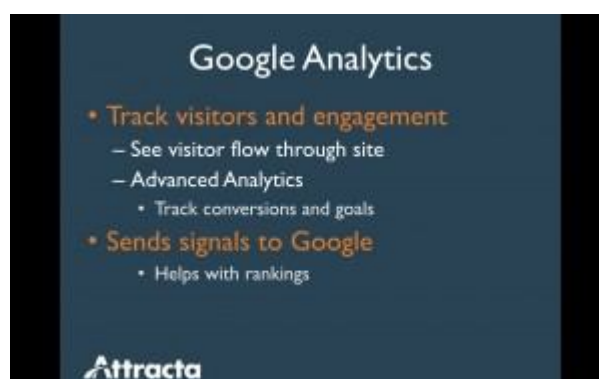 Google Analytics
• Track visitors and engagement
– See visitor flow through site
– Advanced Analytics
• Track conversions and goals
• Sends signals to Google
• Helps with rankings
Attracta